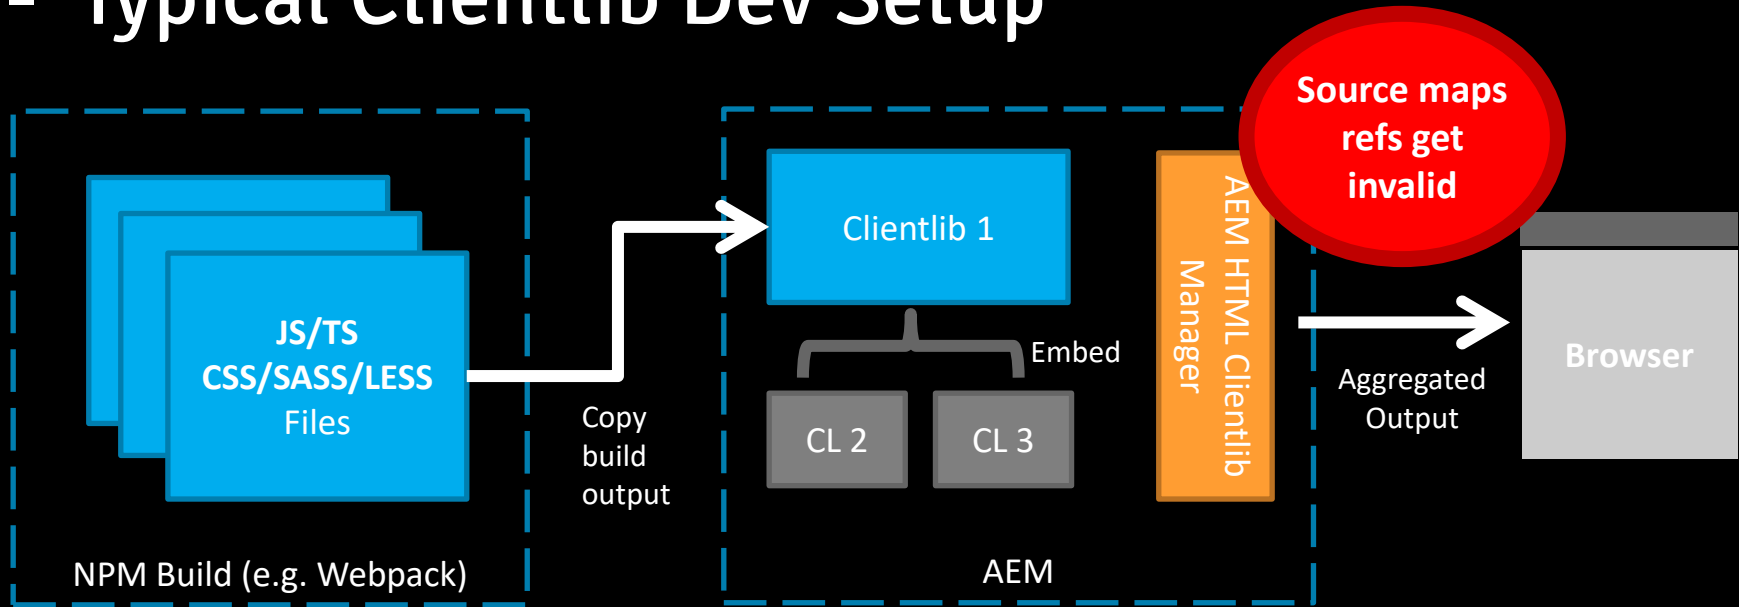 - Typical Clientlib Dev Setup
Source maps
refs get
invalid
JS/TS
CSS/SASS/LESS
Files
NPM Build (e.g. Webpack)
Copy
build
output
Clientlib 1
Embed
CL 2
CL 3
AEM HTML Clientlib
Manager
AEM
Aggregated
Output
Browser